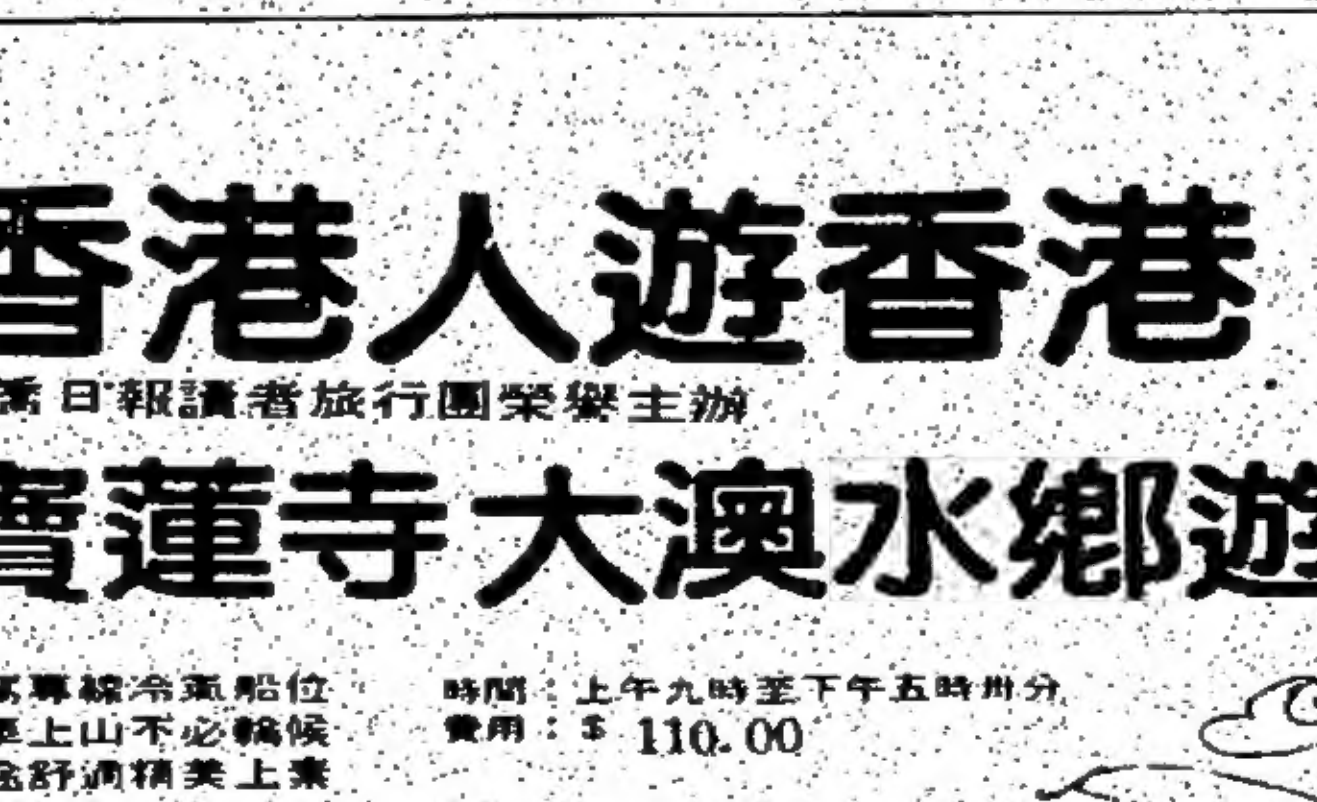 香港人遊香港
僑日報讀者旅行團榮譽主辦
寶蓮寺大澳水鄉遊
專線冷氣船位
上山不必輪候
舒適精美上素
時間：上午九時至下午五時卅分
費用：$ 110.00